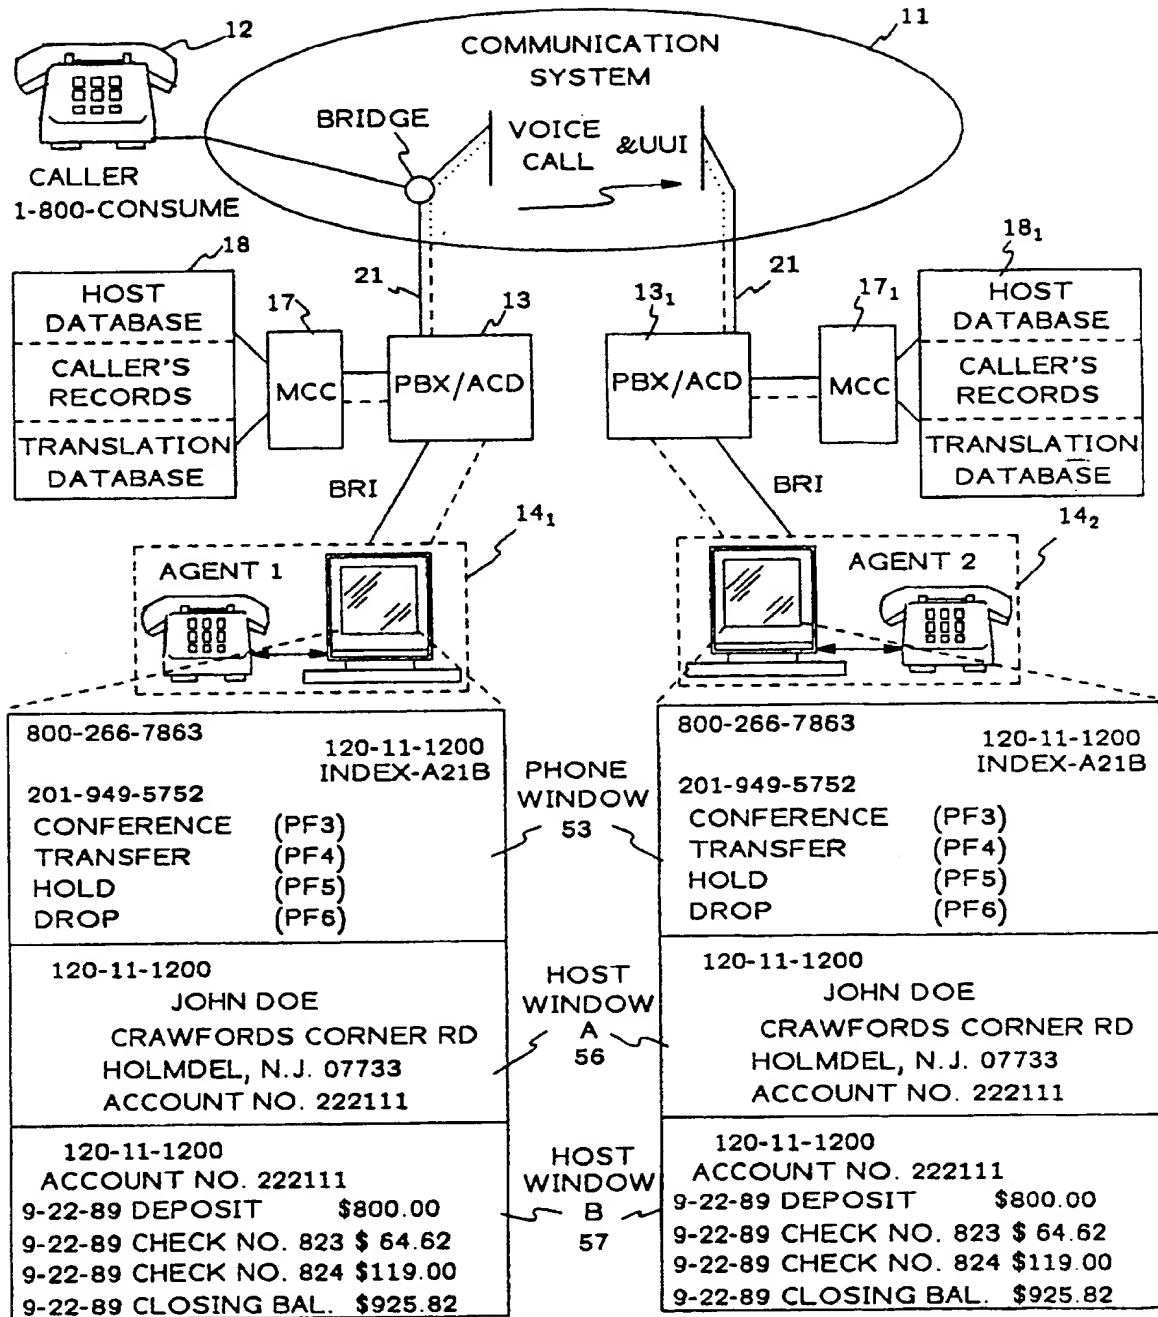 12
11
COMMUNICATION
SYSTEM
BRIDGE
VOICE
CALL
&UUI
CALLER
1-800-CONSUME
18
HOST
DATABASE
CALLER'S
RECORDS
TRANSLATION
DATABASE
17
MCC
21
13
PBX/ACD
13₁
PBX/ACD
21
17₁
MCC
18₁
HOST
DATABASE
CALLER'S
RECORDS
TRANSLATION
DATABASE
BRI
BRI
14₁
AGENT 1
14₂
AGENT 2
800-266-7863
120-11-1200
INDEX-A21B
201-949-5752
CONFERENCE (PF3)
TRANSFER (PF4)
HOLD (PF5)
DROP (PF6)
PHONE
WINDOW
53
800-266-7863
120-11-1200
INDEX-A21B
201-949-5752
CONFERENCE (PF3)
TRANSFER (PF4)
HOLD (PF5)
DROP (PF6)
120-11-1200
JOHN DOE
CRAWFORDS CORNER RD
HOLMDEL, N.J. 07733
ACCOUNT NO. 222111
HOST
WINDOW
A
56
120-11-1200
JOHN DOE
CRAWFORDS CORNER RD
HOLMDEL, N.J. 07733
ACCOUNT NO. 222111
120-11-1200
ACCOUNT NO. 222111
9-22-89 DEPOSIT $800.00
9-22-89 CHECK NO. 823 $ 64.62
9-22-89 CHECK NO. 824 $119.00
9-22-89 CLOSING BAL. $925.82
HOST
WINDOW
B
57
120-11-1200
ACCOUNT NO. 222111
9-22-89 DEPOSIT $800.00
9-22-89 CHECK NO. 823 $ 64.62
9-22-89 CHECK NO. 824 $119.00
9-22-89 CLOSING BAL. $925.82